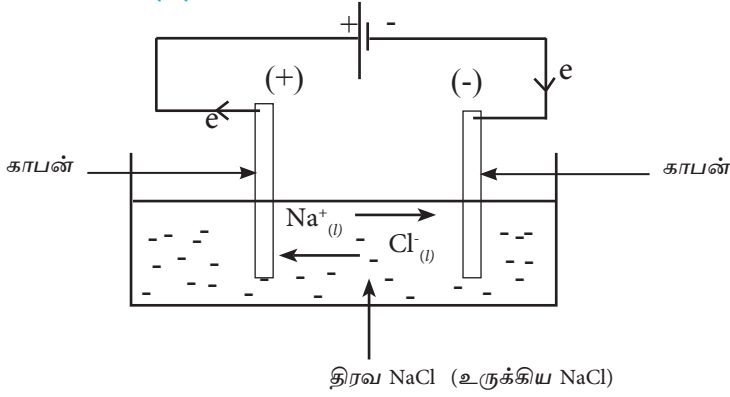 + -
(+) (-) e
e
காபன் காபன்
Na⁺(l)
Cl⁻(l)
திரவ NaCl (உருக்கிய NaCl)